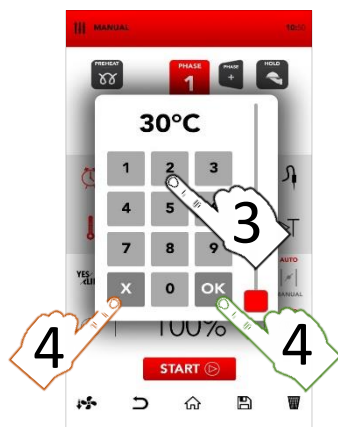 MANUAL 10:30
PREHEAT PHASE PHASE HOLD
1 +
30°C
1 2 3
4 5
7 8 9
X 0 OK
3
T
AUTO
YES
MANUAL
4 4
100%
START